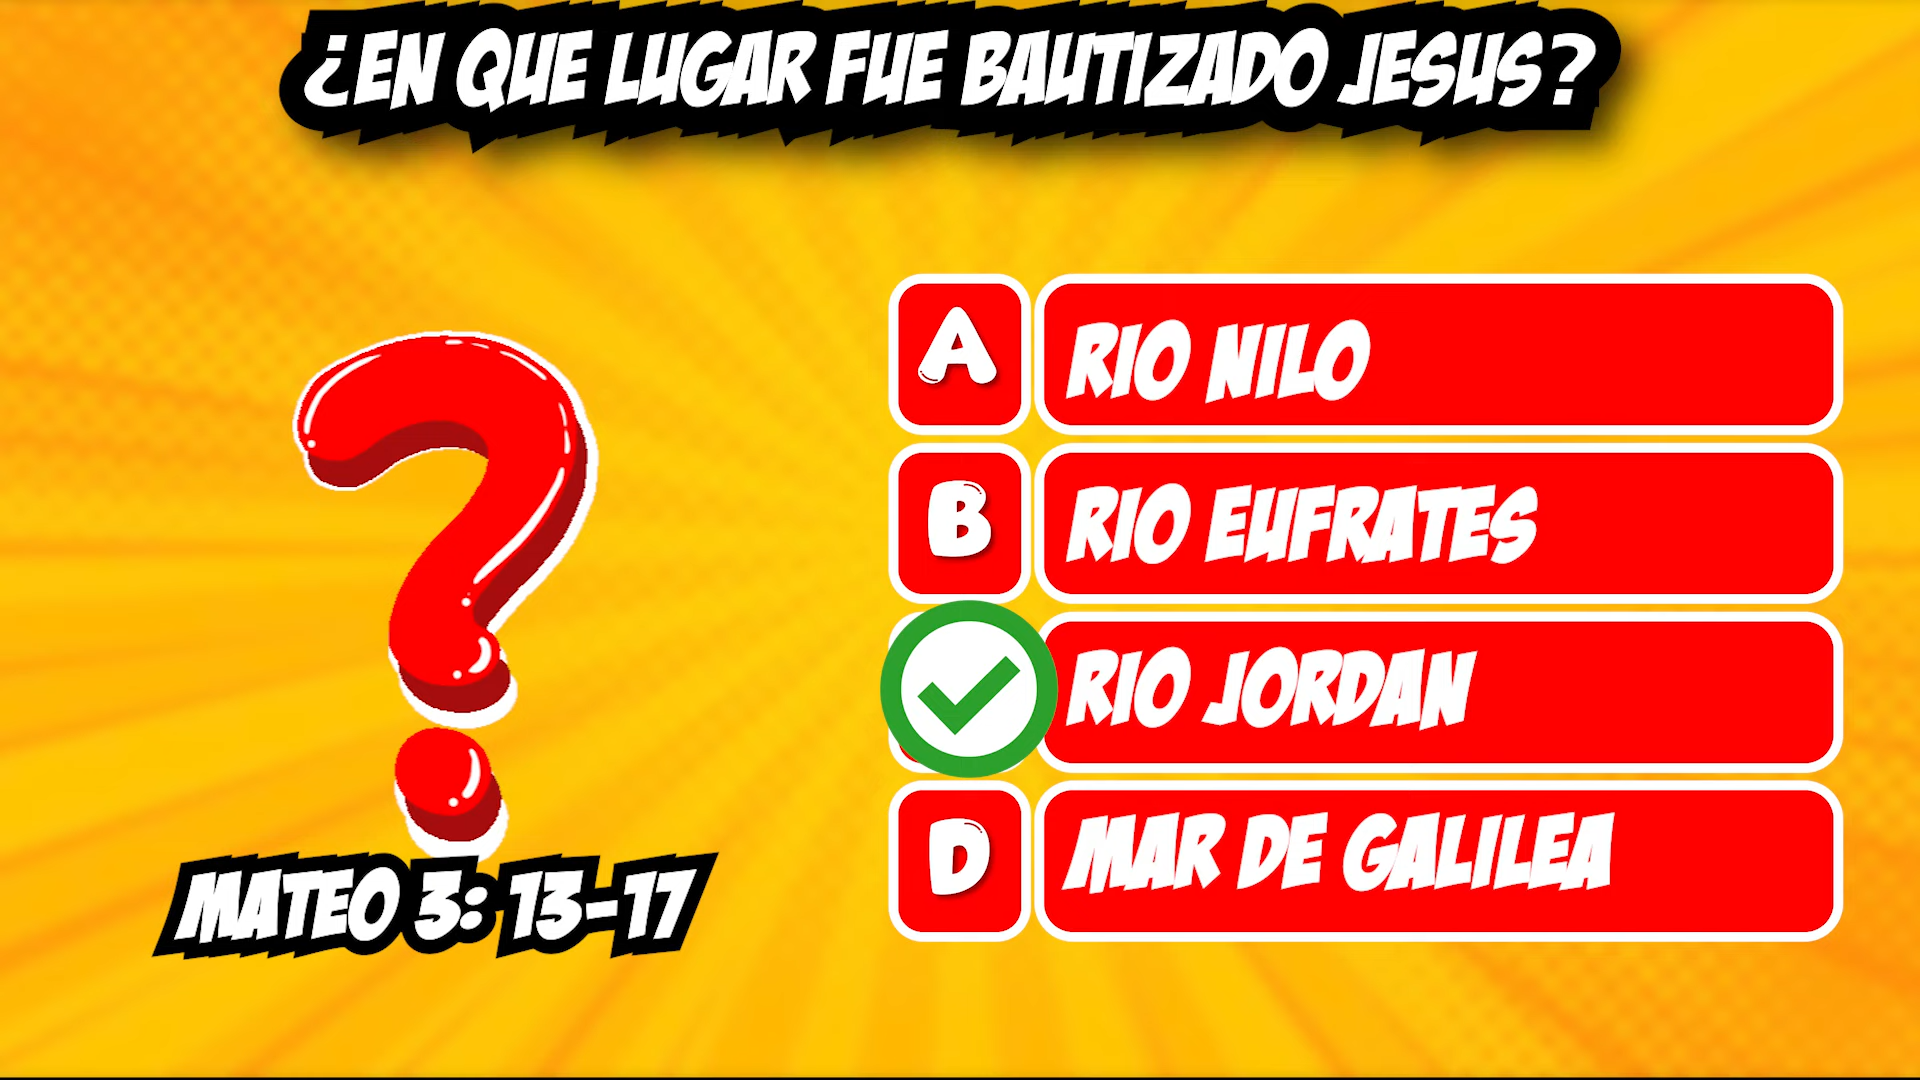 ¿EN QUE LUGAR FUE BAUTIZADO JESUS?
A RIO NILO
B RIO EUFRATES
RIO JORDAN
D MAR DE GALILEA
MATEO 3: 13-17